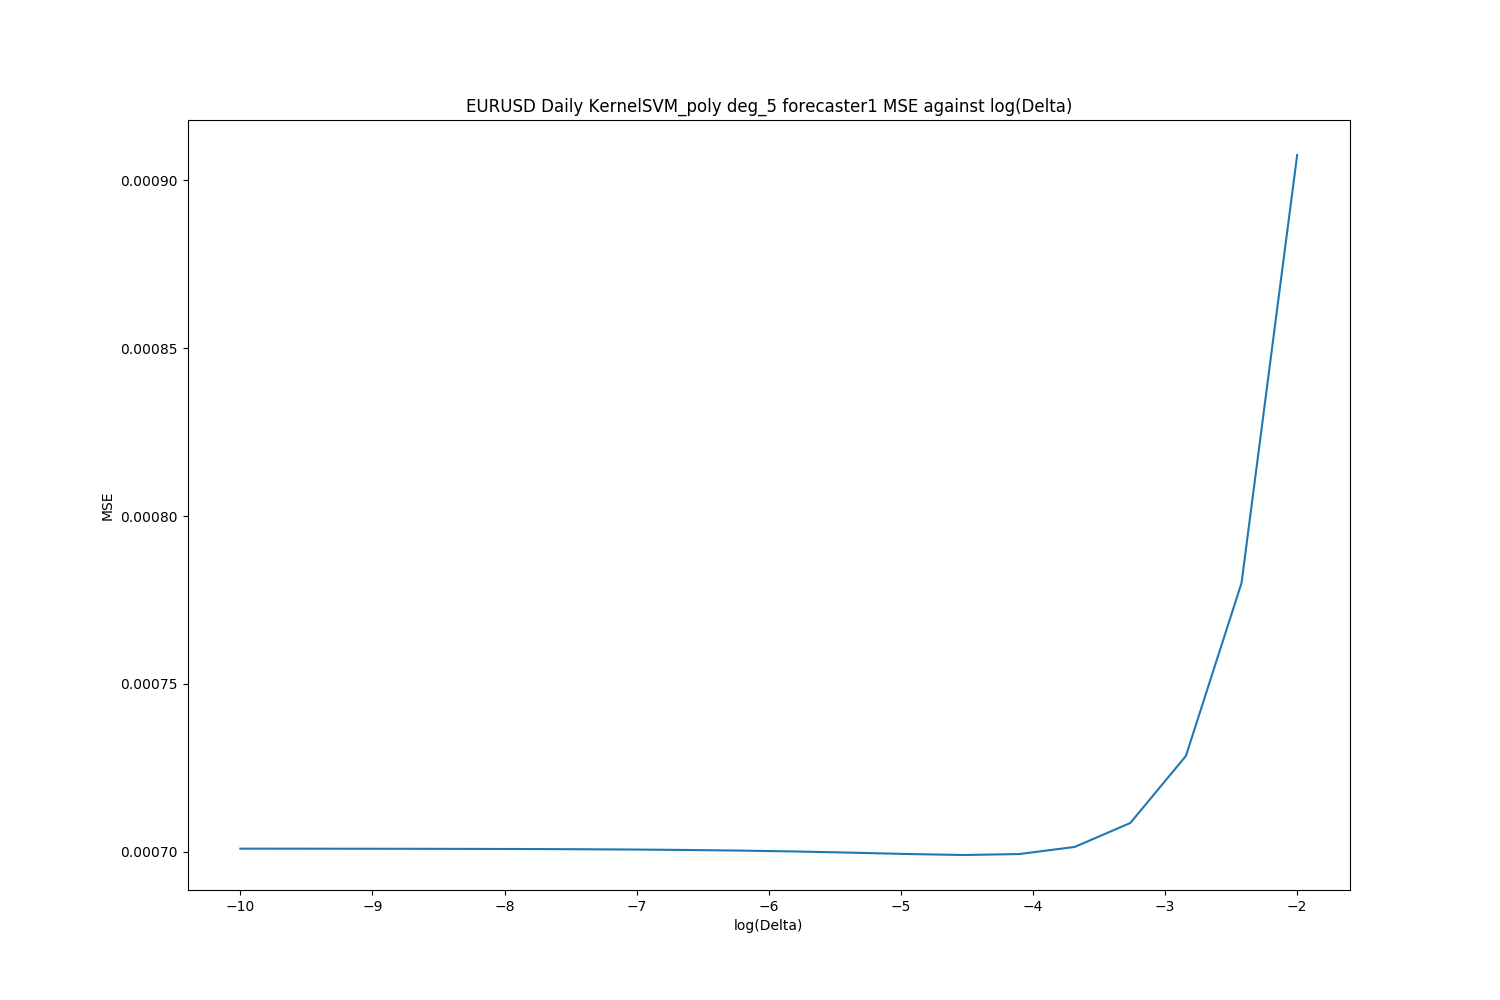 EURUSD Daily KernelSVM_poly deg_5 forecaster1 MSE against log(Delta)
MSE
0.00090
0.00085
0.00080
0.00075
0.00070
−10 −9 −8 −7 −6 −5 −4 −3 −2
log(Delta)